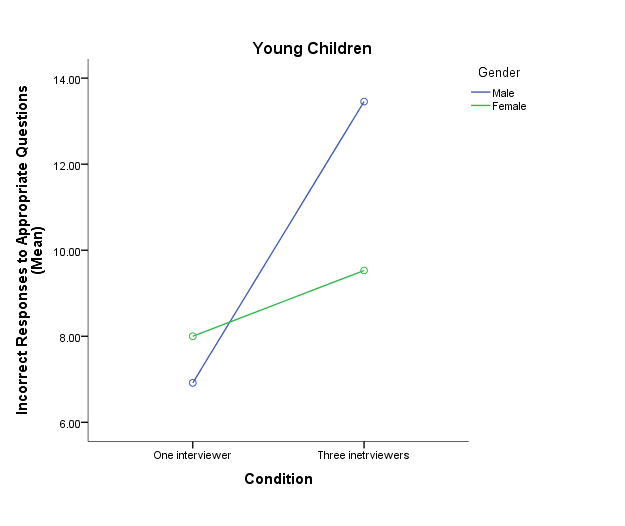 Young Children
Gender
Male
Female
Incorrect Responses to Appropriate Questions
(Mean)
14.00
12.00
10.00
8.00
6.00
One interviewer
Three inetrviewers
Condition